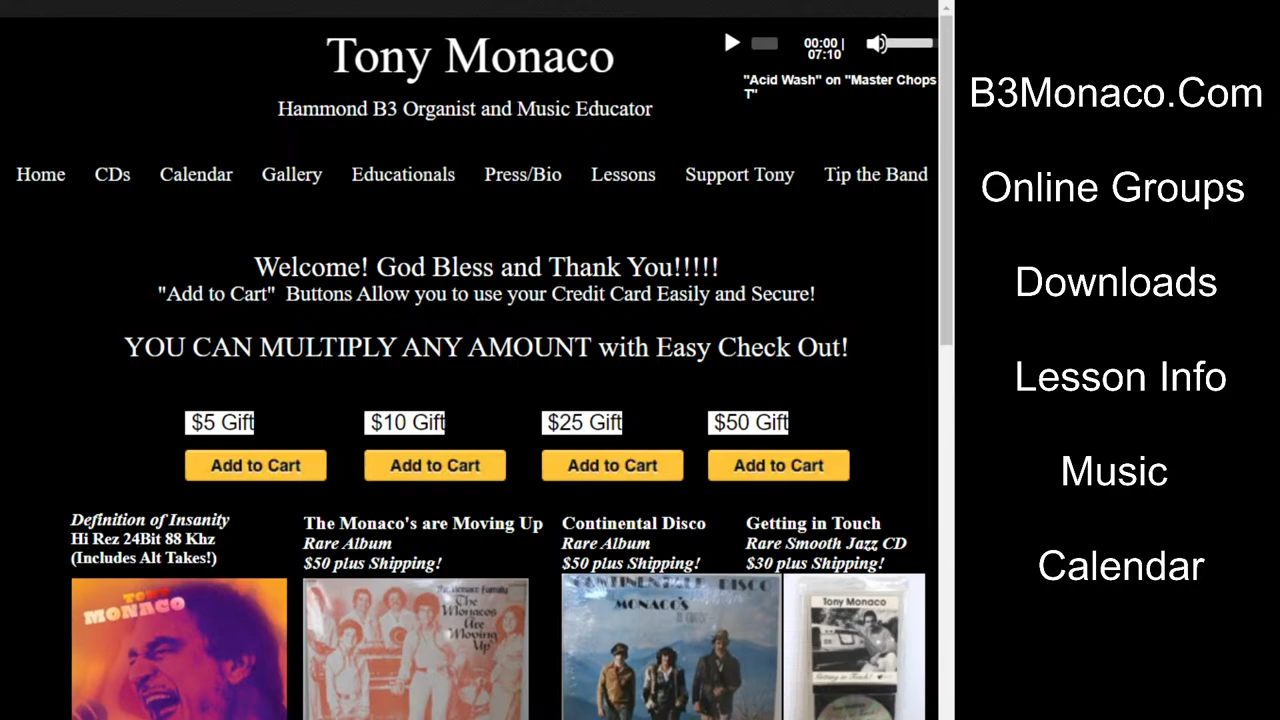 Tony Monaco
Hammond B3 Organist and Music Educator
00:00 |
07:10
"Acid Wash" on "Master Chops
T"
Home CDs Calendar Gallery Educationals Press/Bio Lessons Support Tony Tip the Band
Welcome! God Bless and Thank You!!!!!
"Add to Cart" Buttons Allow you to use your Credit Card Easily and Secure!
YOU CAN MULTIPLY ANY AMOUNT with Easy Check Out!
$5 Gift $10 Gift $25 Gift $50 Gift
Add to Cart Add to Cart Add to Cart Add to Cart
Definition of Insanity
Hi Rez 24Bit 88 Khz
(Includes Alt Takes!)
The Monaco's are Moving Up
Rare Album
$50 plus Shipping!
Continental Disco
Rare Album
$50 plus Shipping!
Getting in Touch
Rare Smooth Jazz CD
$30 plus Shipping!
TONY
MONACO
The Monaco Family
The
Monacos
Are
Moving
Up
CONTINENTAL DISCO
MONACO'S
Tony Monaco
Getting in Touch!
B3Monaco.Com
Online Groups
Downloads
Lesson Info
Music
Calendar